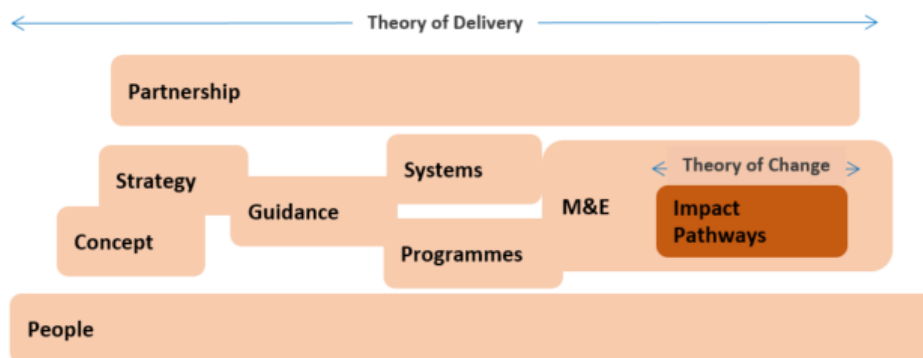 Theory of Delivery
Partnership
Systems
Theory of Change
Strategy
M&E
Impact
Pathways
Guidance
Concept
Programmes
People